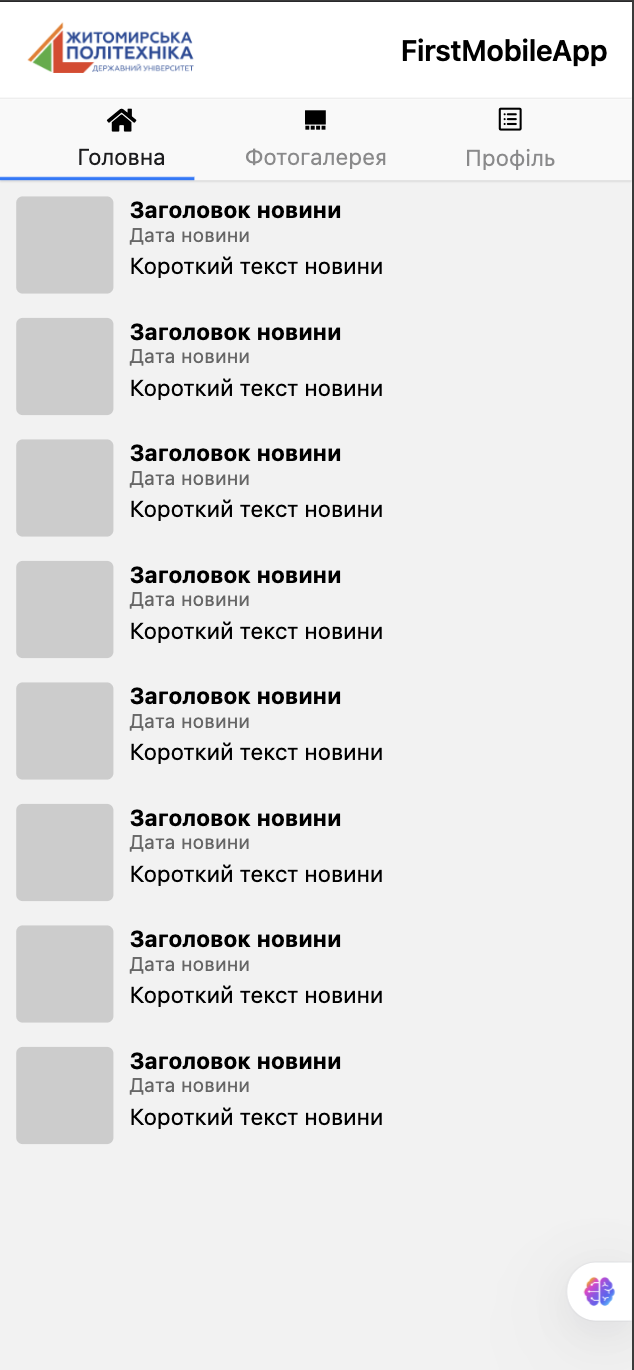 ЖИТОМИРСЬКА
ПОЛІТЕХНІКА
ДЕРЖАВНИЙ УНІВЕРСИТЕТ
FirstMobileApp
Головна
Фотогалерея
Профіль
Заголовок новини
Дата новини
Короткий текст новини
Заголовок новини
Дата новини
Короткий текст новини
Заголовок новини
Дата новини
Короткий текст новини
Заголовок новини
Дата новини
Короткий текст новини
Заголовок новини
Дата новини
Короткий текст новини
Заголовок новини
Дата новини
Короткий текст новини
Заголовок новини
Дата новини
Короткий текст новини
Заголовок новини
Дата новини
Короткий текст новини